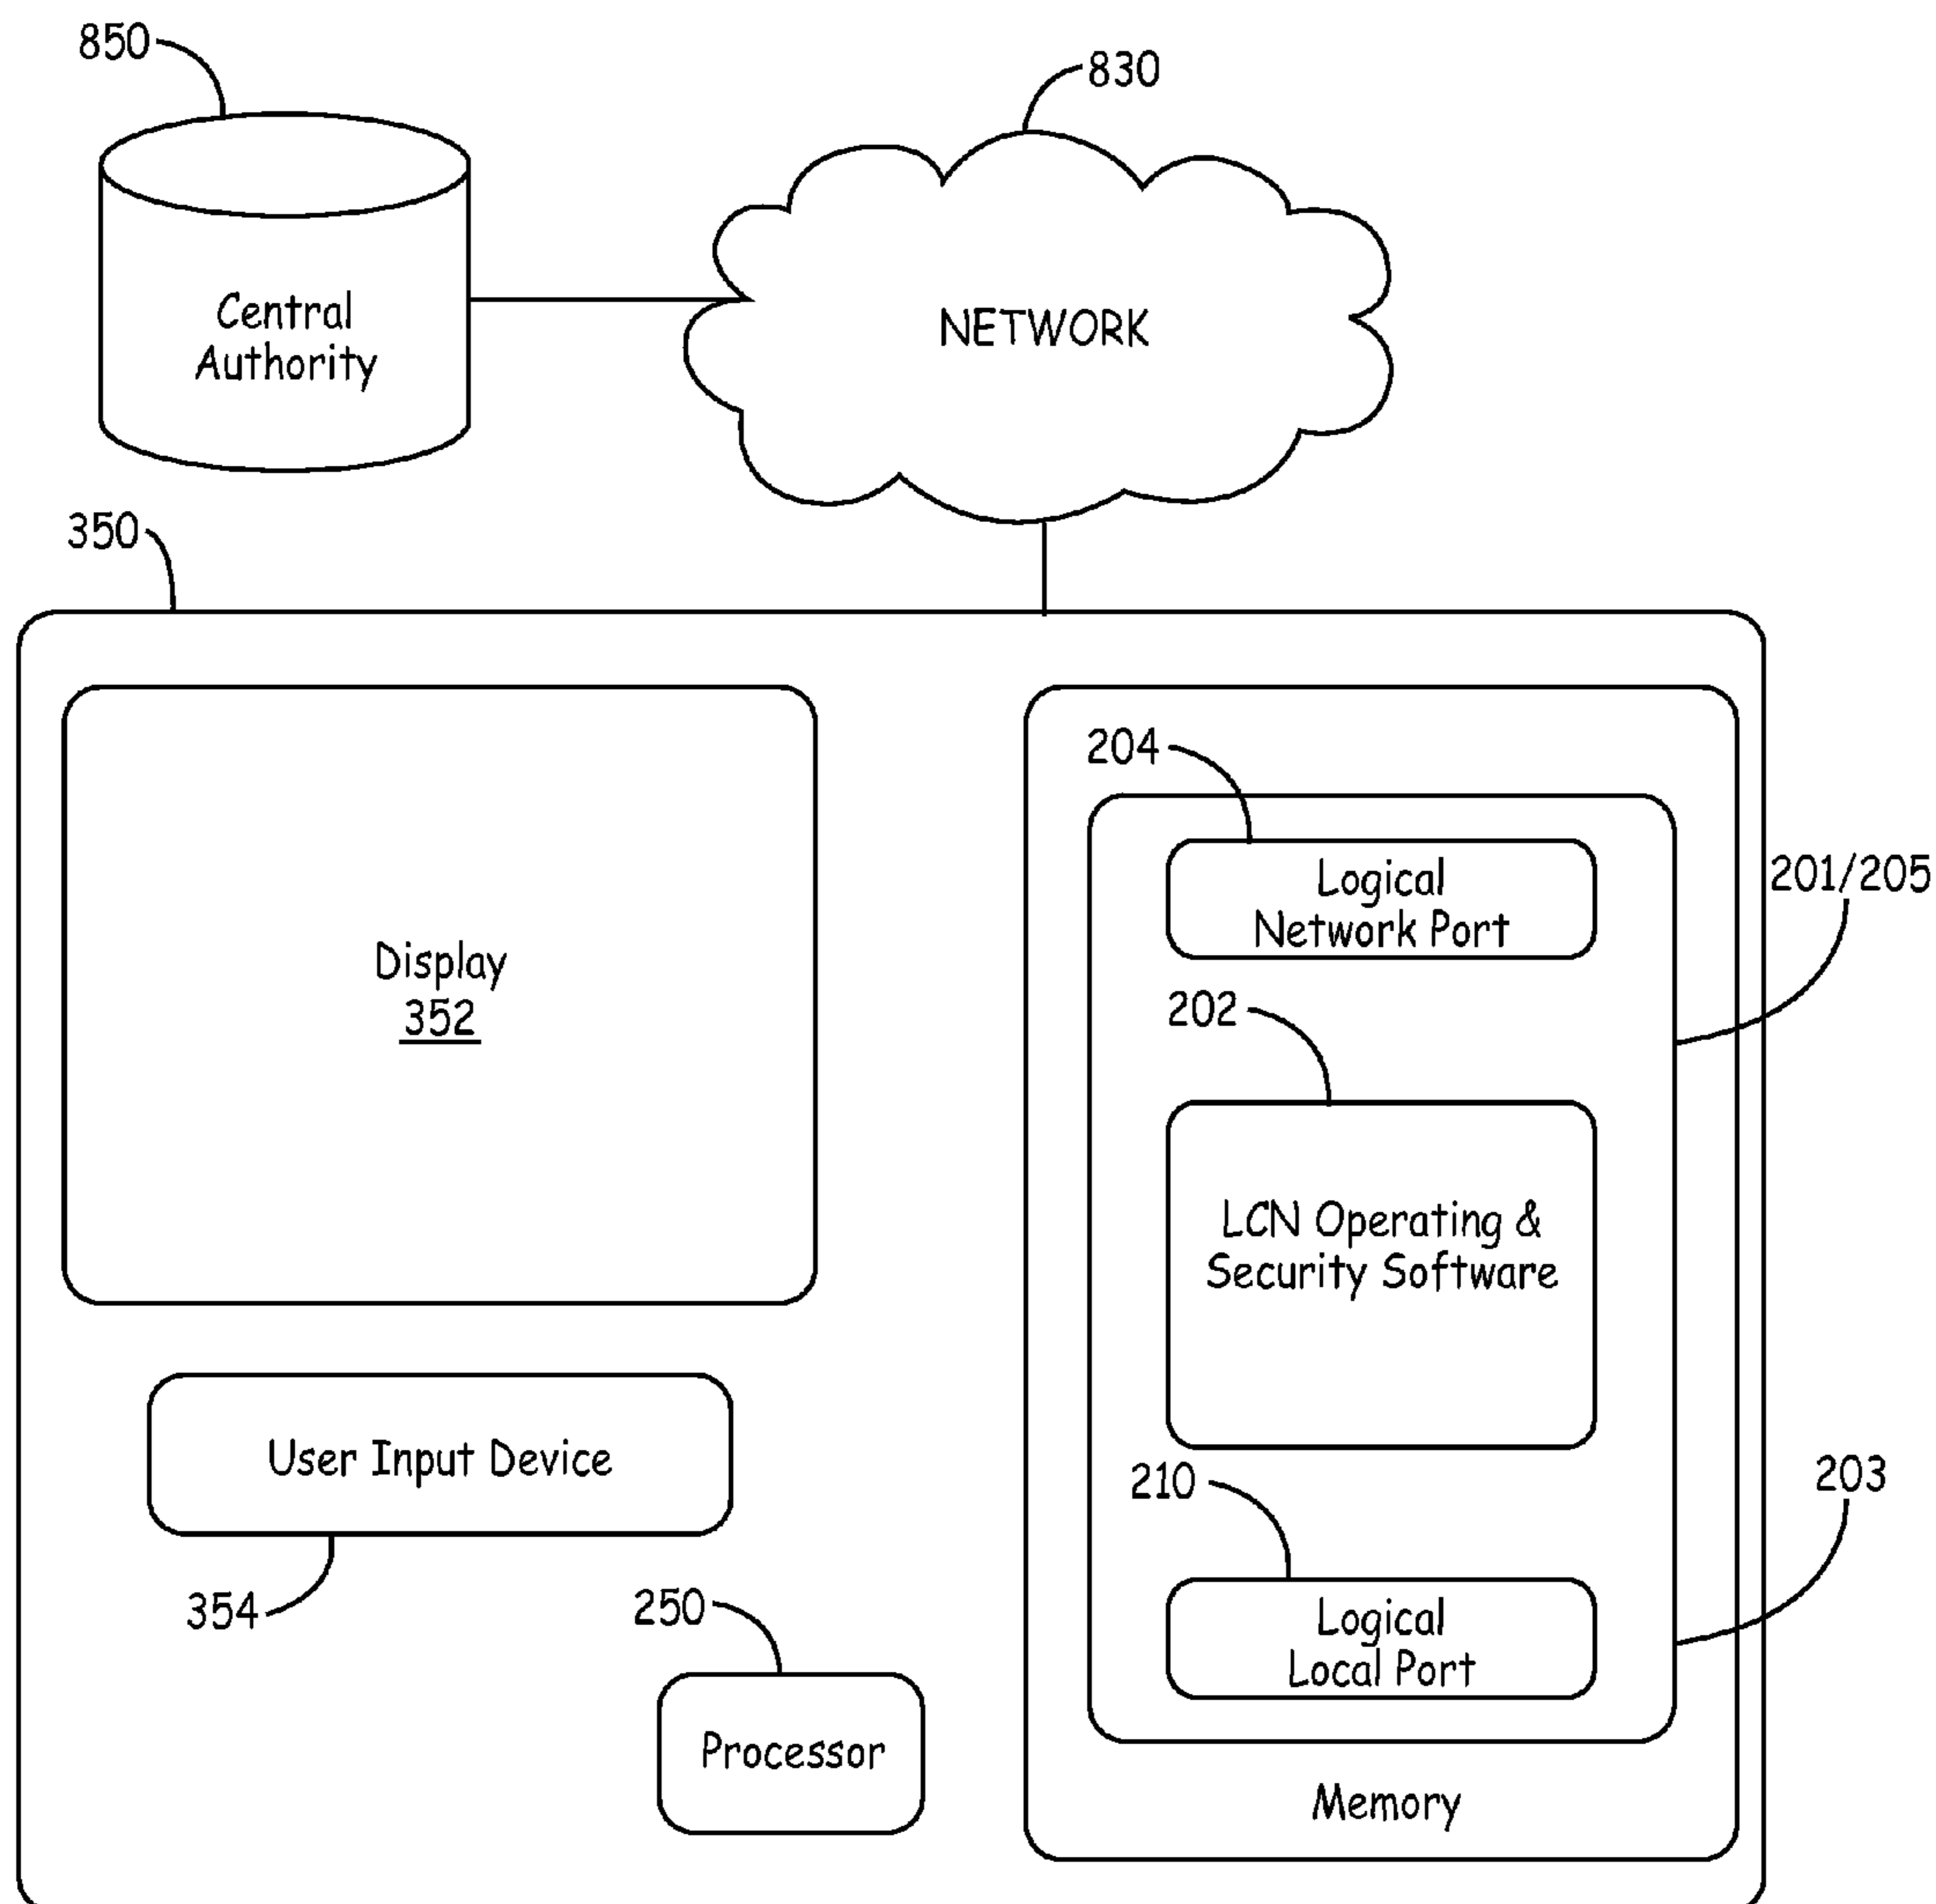 850
830
Central
Authority
NETWORK
350
204
Logical
Network Port
201/205
Display
352
202
LCN Operating &
Security Software
User Input Device
210
203
354
250
Logical
Local Port
Processor
Memory